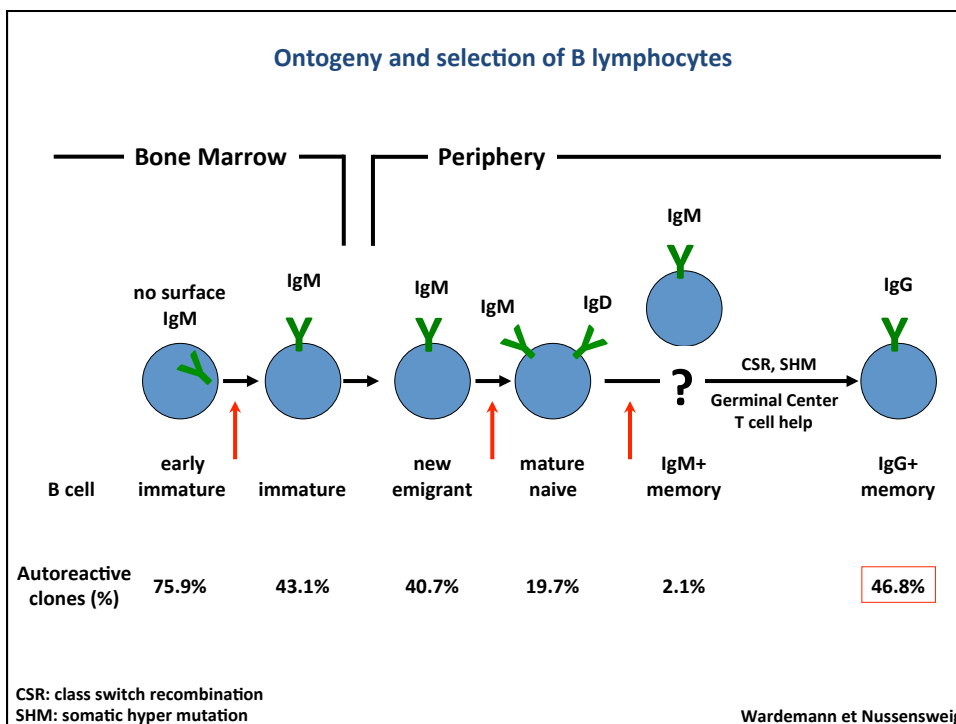 Ontogeny and selection of B lymphocytes
Bone Marrow
Periphery
no surface
IgM
IgM
IgM
IgM
IgD
IgM
IgG
?
CSR, SHM
Germinal Center
T cell help
B cell
early
immature
immature
new
emigrant
mature
naive
IgM+
memory
IgG+
memory
Autoreactive
clones (%)
75.9%
43.1%
40.7%
19.7%
2.1%
46.8%
CSR: class switch recombination
SHM: somatic hyper mutation
Wardemann et Nussensweig